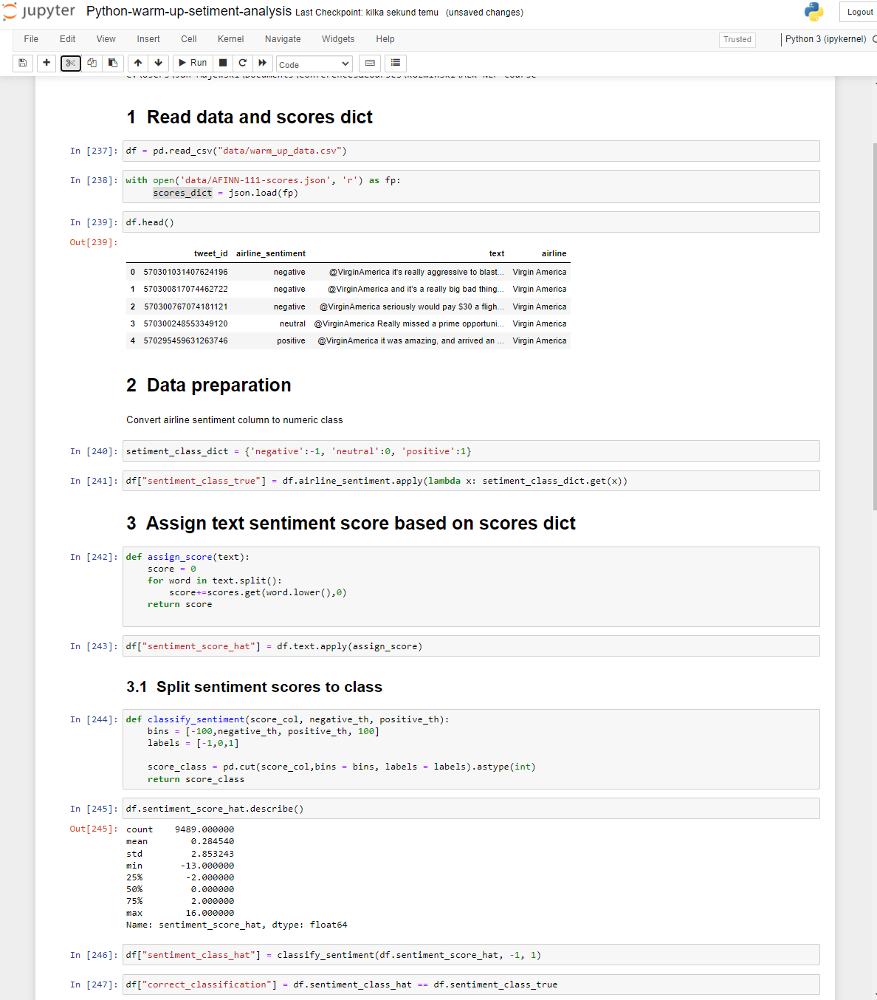 jupyter Python-warm-up-setiment-analysis Last Checkpoint: kilka sekund temu (unsaved changes) Logout
File Edit View Insert Cell Kernel Navigate Widgets Help Trusted Python 3 (ipykernel)
Run Code
1 Read data and scores dict
In [237]: df = pd.read_csv("data/warm_up_data.csv")
In [238]: with open('data/AFINN-111-scores.json', 'r') as fp:
scores_dict = json.load(fp)
In [239]: df.head()
Out[239]:
tweet_id airline_sentiment text airline
0 570301031407624196 negative @VirginAmerica it's really aggressive to blast... Virgin America
1 570300817074462722 negative @VirginAmerica and it's a really big bad thing... Virgin America
2 570300767074181121 negative @VirginAmerica seriously would pay $30 a fligh... Virgin America
3 570300248553349120 neutral @VirginAmerica Really missed a prime opportuni... Virgin America
4 570295459631263746 positive @VirginAmerica it was amazing, and arrived an ... Virgin America
2 Data preparation
Convert airline sentiment column to numeric class
In [240]: setiment_class_dict = {'negative':-1, 'neutral':0, 'positive':1}
In [241]: df["sentiment_class_true"] = df.airline_sentiment.apply(lambda x: setiment_class_dict.get(x))
3 Assign text sentiment score based on scores dict
In [242]: def assign_score(text):
score = 0
for word in text.split():
score+=scores.get(word.lower(),0)
return score
In [243]: df["sentiment_score_hat"] = df.text.apply(assign_score)
3.1 Split sentiment scores to class
In [244]: def classify_sentiment(score_col, negative_th, positive_th):
bins = [-100,negative_th, positive_th, 100]
labels = [-1,0,1]
score_class = pd.cut(score_col,bins = bins, labels = labels).astype(int)
return score_class
In [245]: df.sentiment_score_hat.describe()
Out[245]: count 9489.000000
mean 0.284540
std 2.853243
min -13.000000
25% -2.000000
50% 0.000000
75% 2.000000
max 16.000000
Name: sentiment_score_hat, dtype: float64
In [246]: df["sentiment_class_hat"] = classify_sentiment(df.sentiment_score_hat, -1, 1)
In [247]: df["correct_classification"] = df.sentiment_class_hat == df.sentiment_class_true